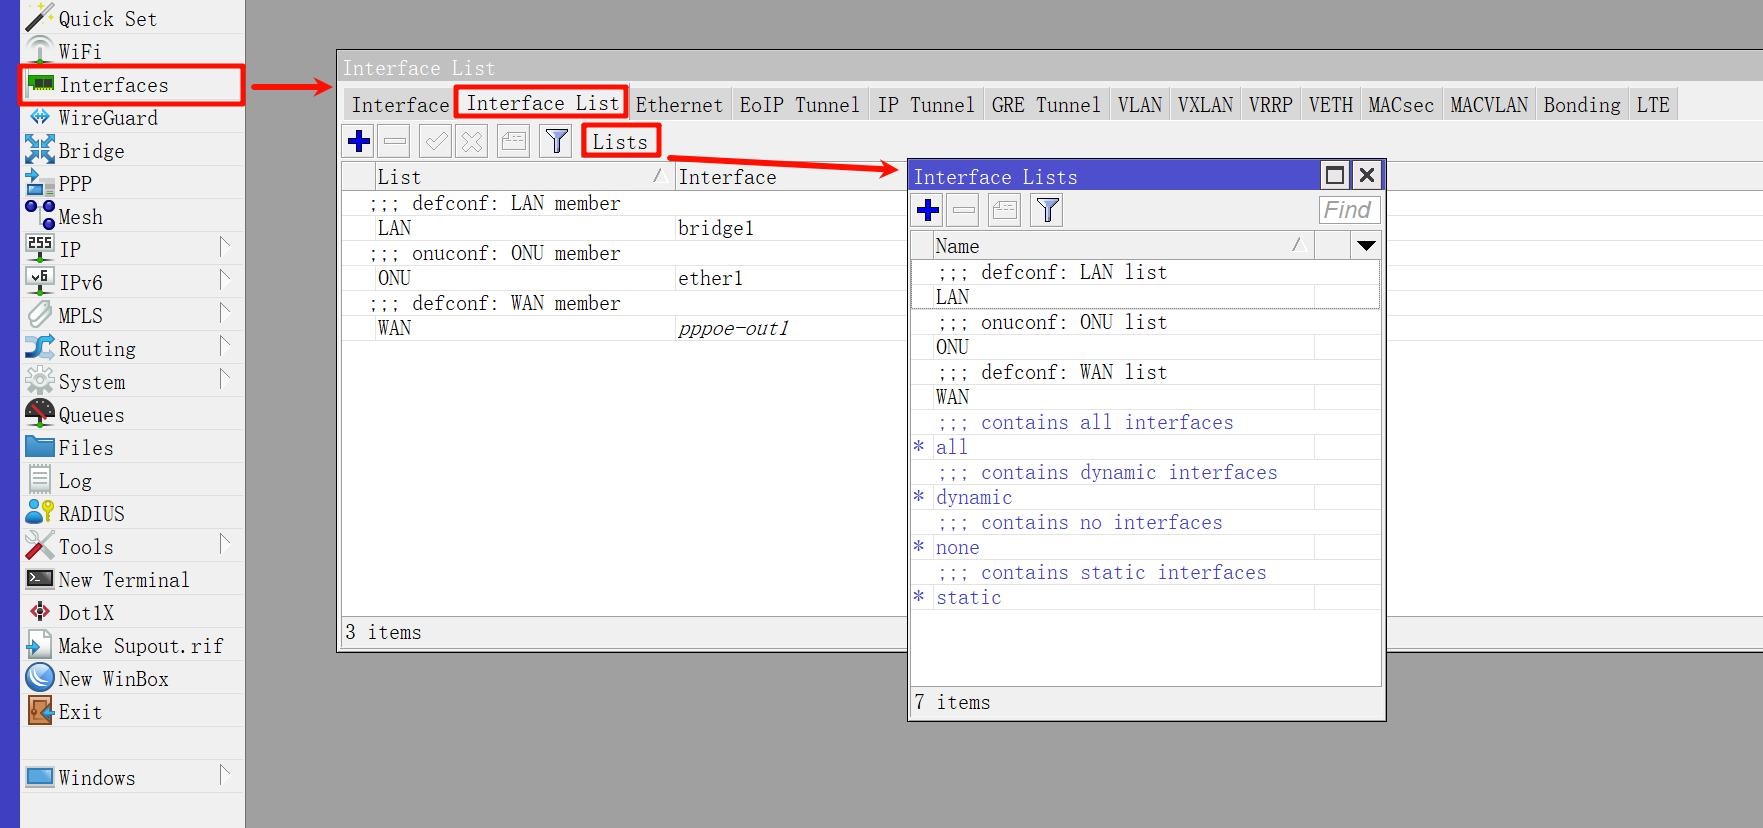 Quick Set
WiFi
Interfaces
WireGuard
Bridge
PPP
Mesh
255 IP
v6 IPv6
MPLS
Routing
System
Queues
Files
Log
RADIUS
Tools
New Terminal
Dot1X
Make Supout.rif
New WinBox
Exit
Windows
Interface List
Interface Interface List Ethernet EoIP Tunnel IP Tunnel GRE Tunnel VLAN VXLAN VRRP VETH MACsec MACVLAN Bonding LTE
Lists
List Interface
;;; defconf: LAN member
LAN bridge1
;;; onuconf: ONU member
ONU ether1
;;; defconf: WAN member
WAN pppoe-out1
3 items
Interface Lists
Find
Name
;;; defconf: LAN list
LAN
;;; onuconf: ONU list
ONU
;;; defconf: WAN list
WAN
;;; contains all interfaces
* all
;;; contains dynamic interfaces
* dynamic
;;; contains no interfaces
* none
;;; contains static interfaces
* static
7 items